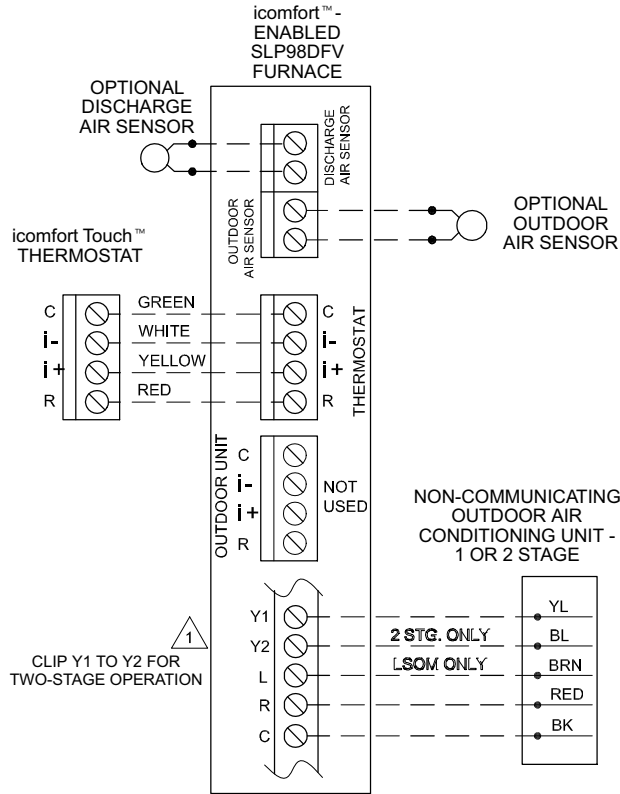 icomfort™-
ENABLED
SLP98DFV
FURNACE
OPTIONAL
DISCHARGE
AIR SENSOR
DISCHARGE
AIR SENSOR
OUTDOOR
AIR SENSOR
OPTIONAL
OUTDOOR
AIR SENSOR
icomfort Touch™
THERMOSTAT
C
GREEN
C
i-
WHITE
i-
i+
YELLOW
i+
R
RED
R
THERMOSTAT
OUTDOOR UNIT
C
i-
i+
R
NOT
USED
NON-COMMUNICATING
OUTDOOR AIR
CONDITIONING UNIT -
1 OR 2 STAGE
1
CLIP Y1 TO Y2 FOR
TWO-STAGE OPERATION
Y1
YL
Y2
2 STG. ONLY
BL
L
LSOM ONLY
BRN
R
RED
C
BK